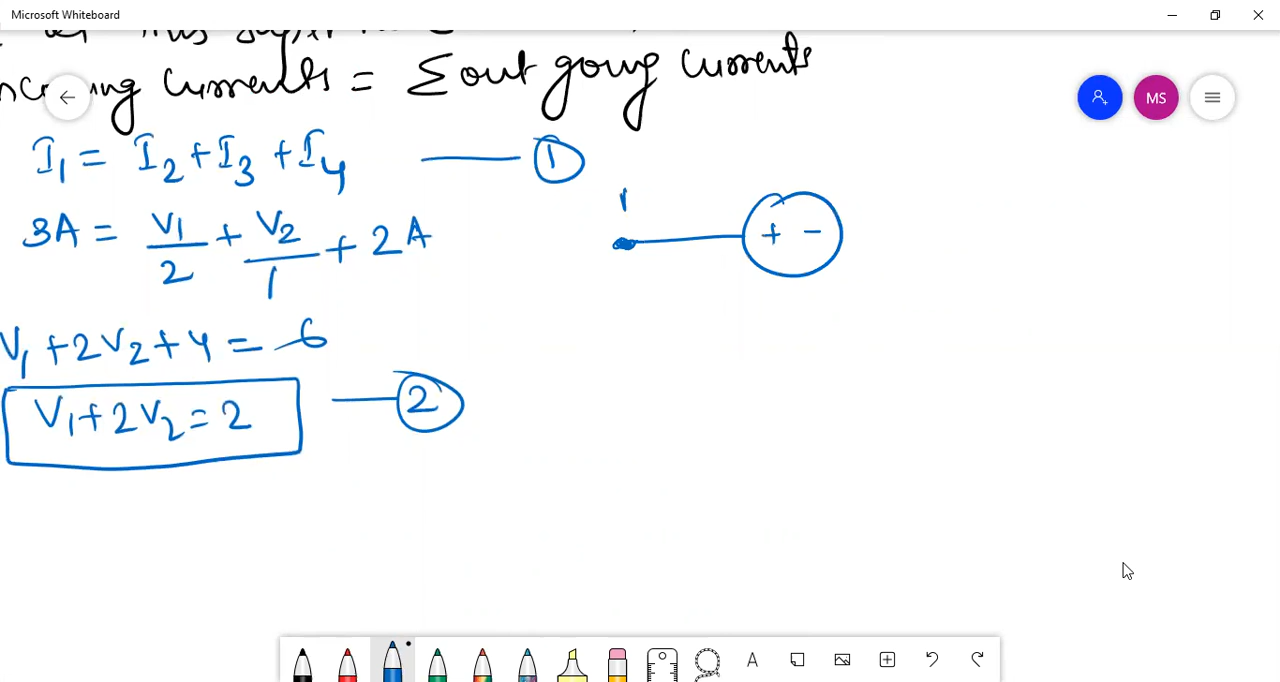 Microsoft Whiteboard
currents = Σ out going currents
MS
I₁ = I₂ + I₃ + I₄ —— ①
3A = V₁/2 + V₂/1 + 2A
1
+ -
V₁ + 2V₂ + 4 = 6
V₁ + 2V₂ = 2 —— ②
A